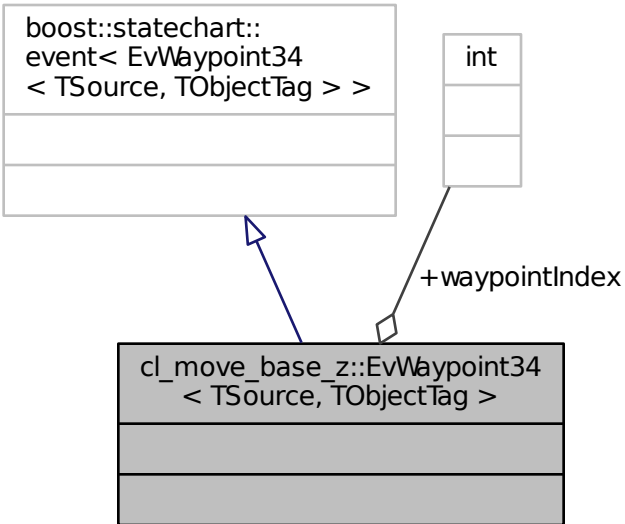 boost::statechart::
event< EvWaypoint34
< TSource, TObjectTag > >
int
+waypointIndex
cl_move_base_z::EvWaypoint34
< TSource, TObjectTag >